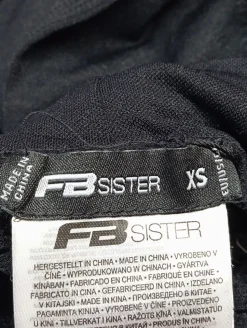 MADE IN
CHINA
FB SISTER
XS
FB SISTER
HERGESTELLT IN CHINA • MADE IN CHINA • VYROBENO V
ČÍNĚ • WYPRODUKOWANO W CHINACH • GYÁRTVA
KÍNÁBAN • FABRICADO EN CHINA • FABRIQUÉ EN CHINE
• FABRICATO IN CINA • GEFABRICEERD IN CHINA • IZDELANO
V KITAJSKI • MADE IN KINA • ПРОИЗВЕДЕНО В КИТАЕ •
PAGAMINTA KINIJA • VYROBENÉ V ČÍNE • PROIZVEDENO
U KINI • TILLVERKAT I KINA • RAŽOTS ĶĪNĀ • VALMISTATUD